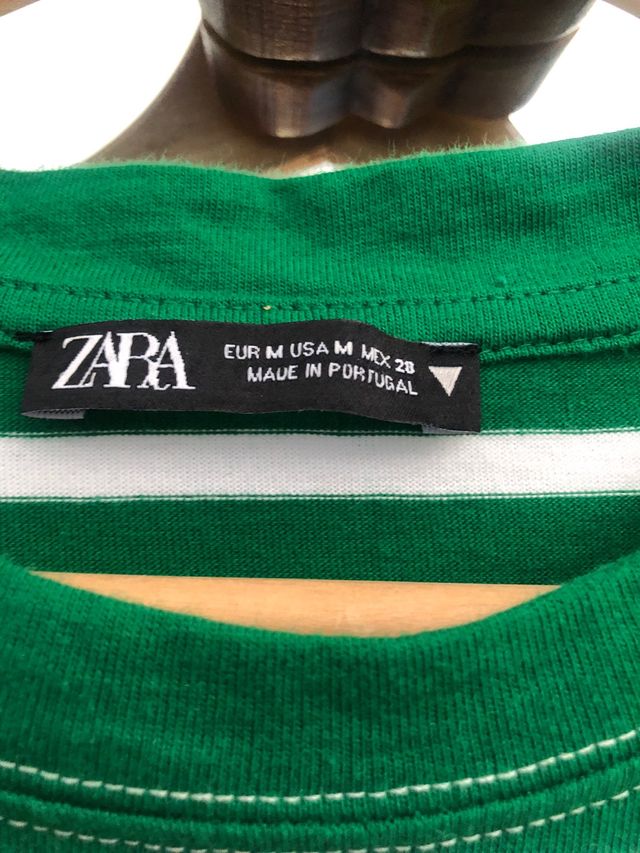 ZARA
EUR M USA M MEX 28
MADE IN PORTUGAL